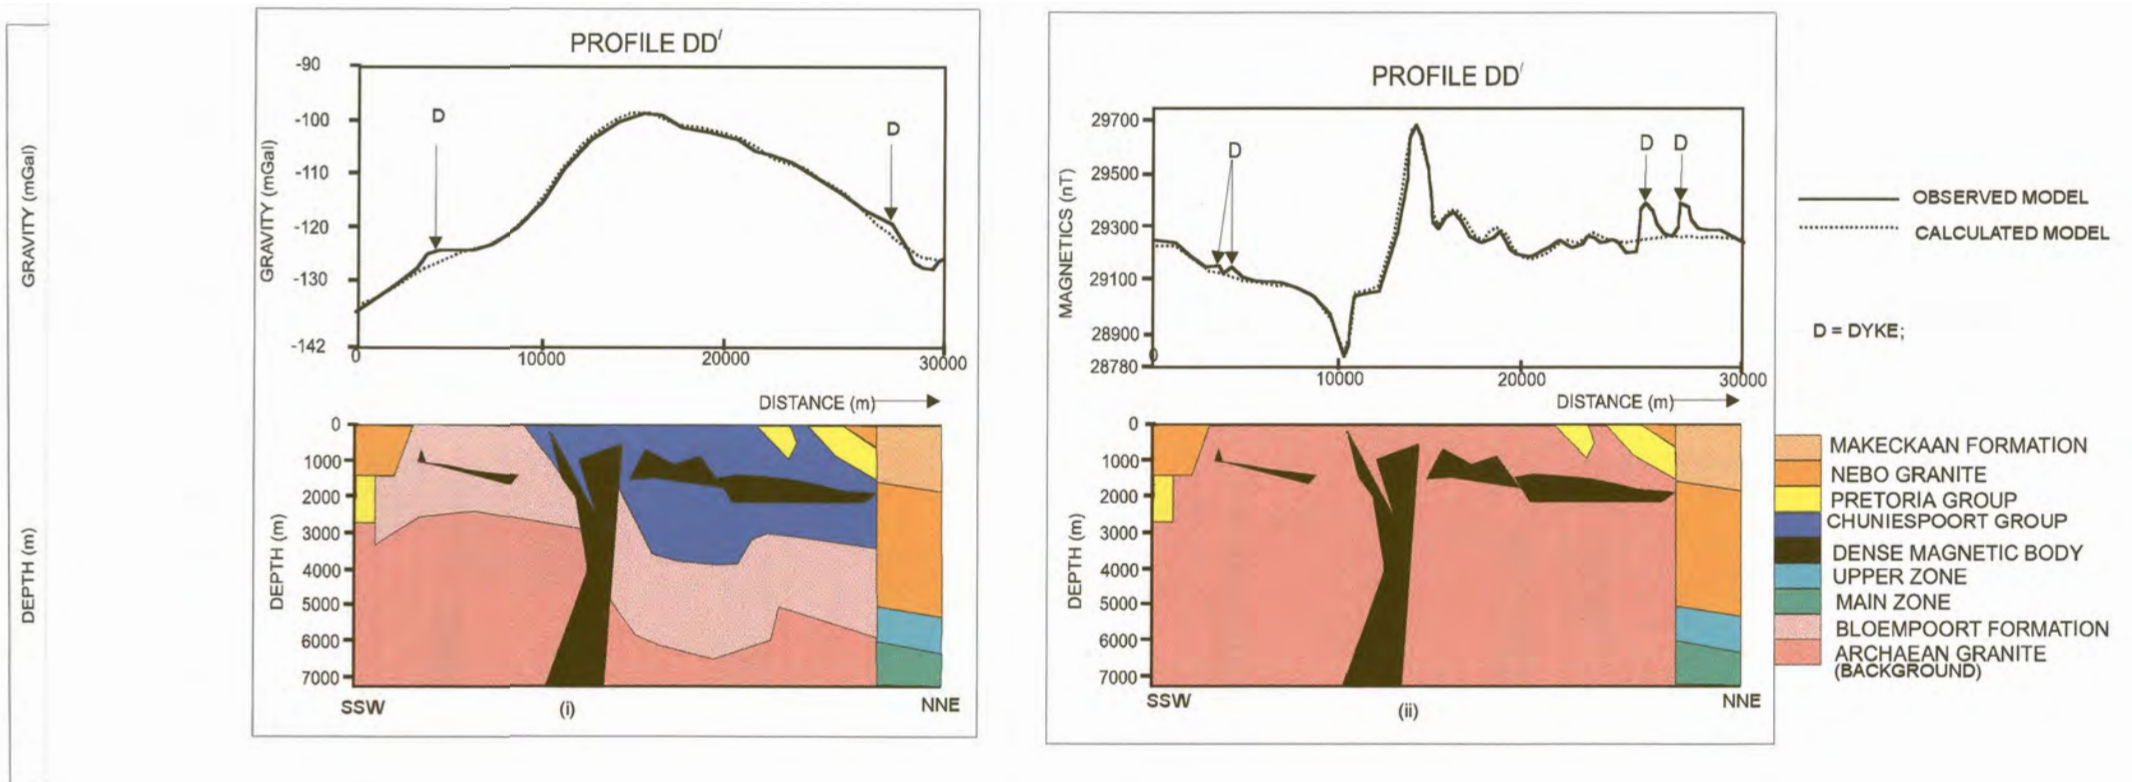 GRAVITY (mGal)
DEPTH (m)
PROFILE DD'
GRAVITY (mGal)
-90
-100
-110
-120
-130
-142
D
D
0
10000
20000
30000
DISTANCE (m)
DEPTH (m)
0
1000
2000
3000
4000
5000
6000
7000
SSW
(i)
NNE
PROFILE DD'
MAGNETICS (nT)
29700
29500
29300
29100
28900
28780
D
D
D
0
10000
20000
30000
DISTANCE (m)
DEPTH (m)
0
1000
2000
3000
4000
5000
6000
7000
SSW
(ii)
NNE
OBSERVED MODEL
CALCULATED MODEL
D = DYKE;
MAKECKAAN FORMATION
NEBO GRANITE
PRETORIA GROUP
CHUNIESPOORT GROUP
DENSE MAGNETIC BODY
UPPER ZONE
MAIN ZONE
BLOEMPOORT FORMATION
ARCHAEAN GRANITE
(BACKGROUND)